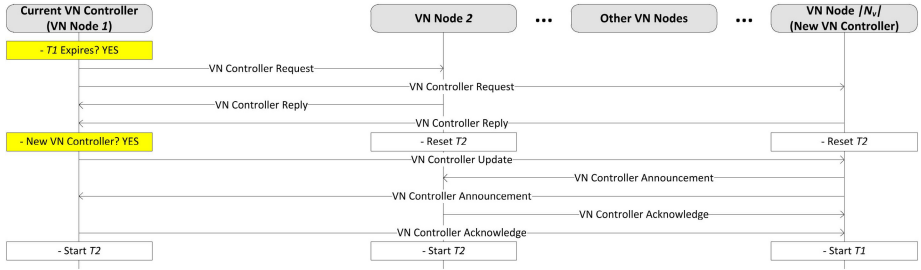 Current VN Controller
(VN Node 1)
VN Node 2
•••
Other VN Nodes
•••
VN Node |Nv|
(New VN Controller)
- T1 Expires? YES
VN Controller Request
VN Controller Request
VN Controller Reply
VN Controller Reply
- New VN Controller? YES
- Reset T2
- Reset T2
VN Controller Update
VN Controller Announcement
VN Controller Announcement
VN Controller Acknowledge
VN Controller Acknowledge
- Start T2
- Start T2
- Start T1